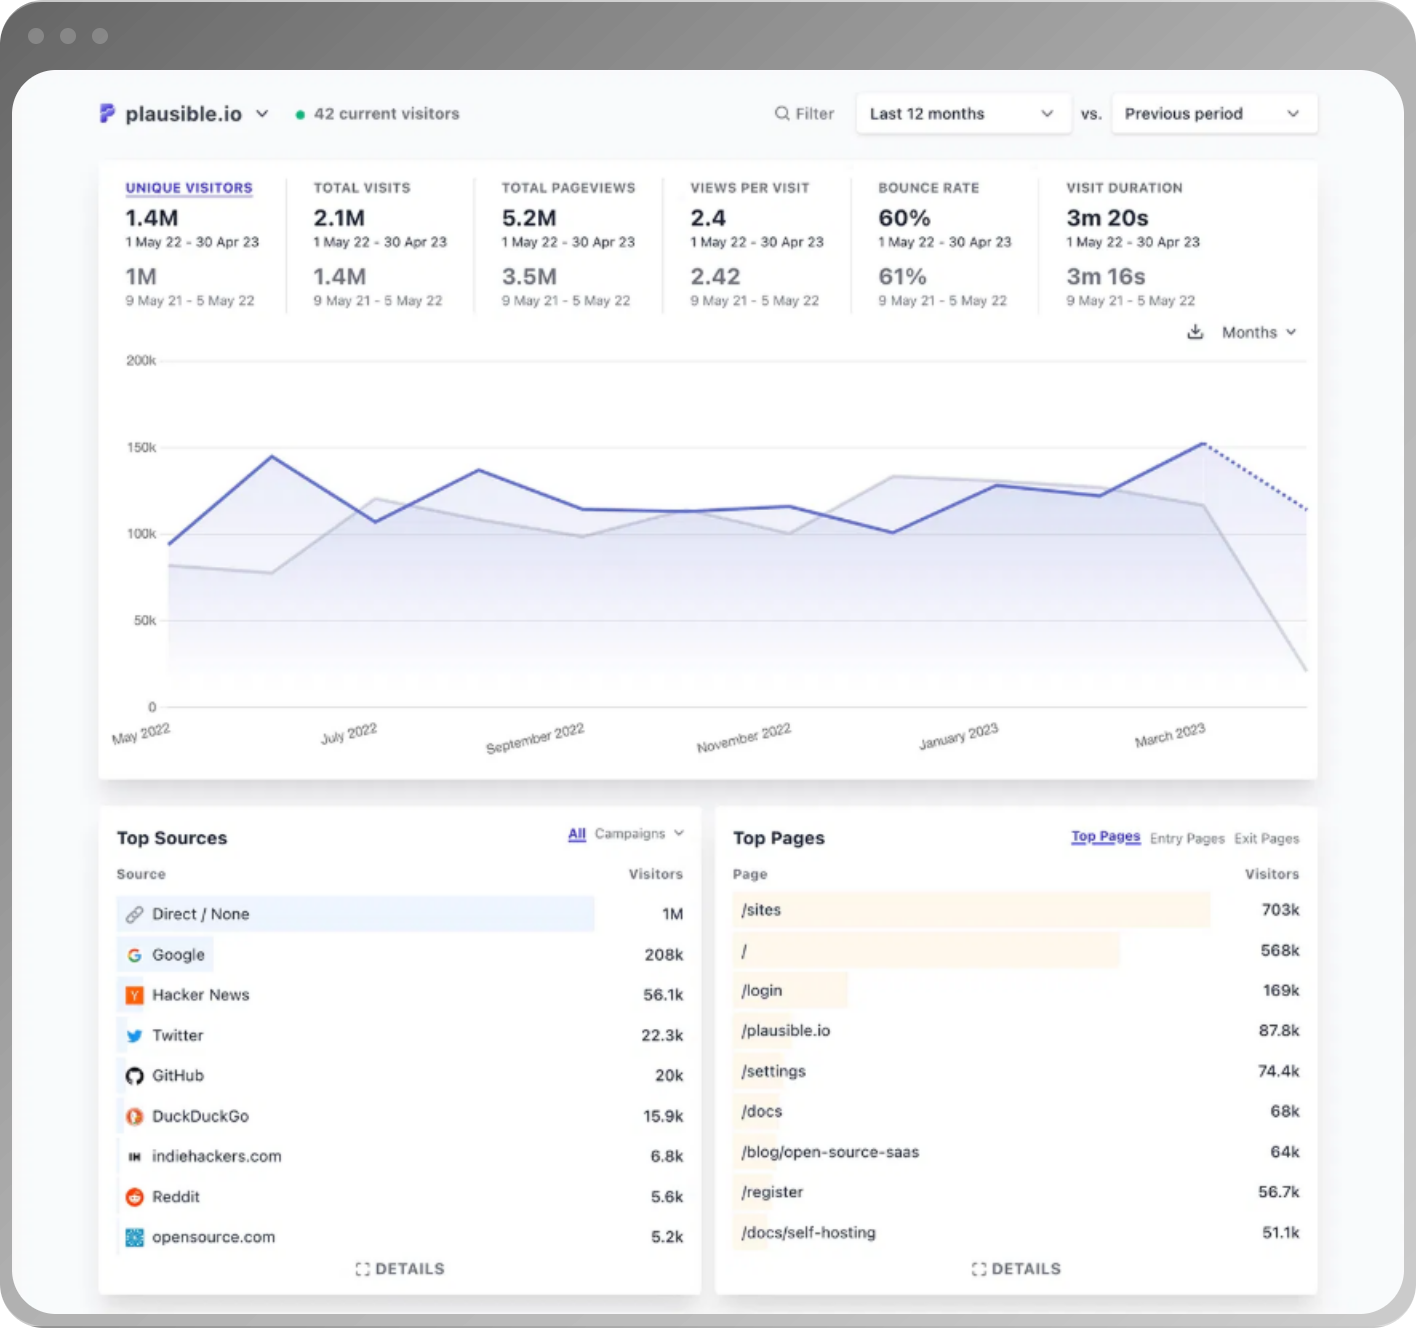 plausible.io 42 current visitors Filter Last 12 months vs. Previous period
UNIQUE VISITORS TOTAL VISITS TOTAL PAGEVIEWS VIEWS PER VISIT BOUNCE RATE VISIT DURATION
1.4M 2.1M 5.2M 2.4 60% 3m 20s
1 May 22 - 30 Apr 23 1 May 22 - 30 Apr 23 1 May 22 - 30 Apr 23 1 May 22 - 30 Apr 23 1 May 22 - 30 Apr 23 1 May 22 - 30 Apr 23
1M 1.4M 3.5M 2.42 61% 3m 16s
9 May 21 - 5 May 22 9 May 21 - 5 May 22 9 May 21 - 5 May 22 9 May 21 - 5 May 22 9 May 21 - 5 May 22 9 May 21 - 5 May 22
Months
200k
150k
100k
50k
0
May 2022 July 2022 September 2022 November 2022 January 2023 March 2023
Top Sources All Campaigns
Source Visitors
Direct / None 1M
Google 208k
Y Hacker News 56.1k
Twitter 22.3k
GitHub 20k
DuckDuckGo 15.9k
IH indiehackers.com 6.8k
Reddit 5.6k
opensource.com 5.2k
DETAILS
Top Pages Top Pages Entry Pages Exit Pages
Page Visitors
/sites 703k
/ 568k
/login 169k
/plausible.io 87.8k
/settings 74.4k
/docs 68k
/blog/open-source-saas 64k
/register 56.7k
/docs/self-hosting 51.1k
DETAILS